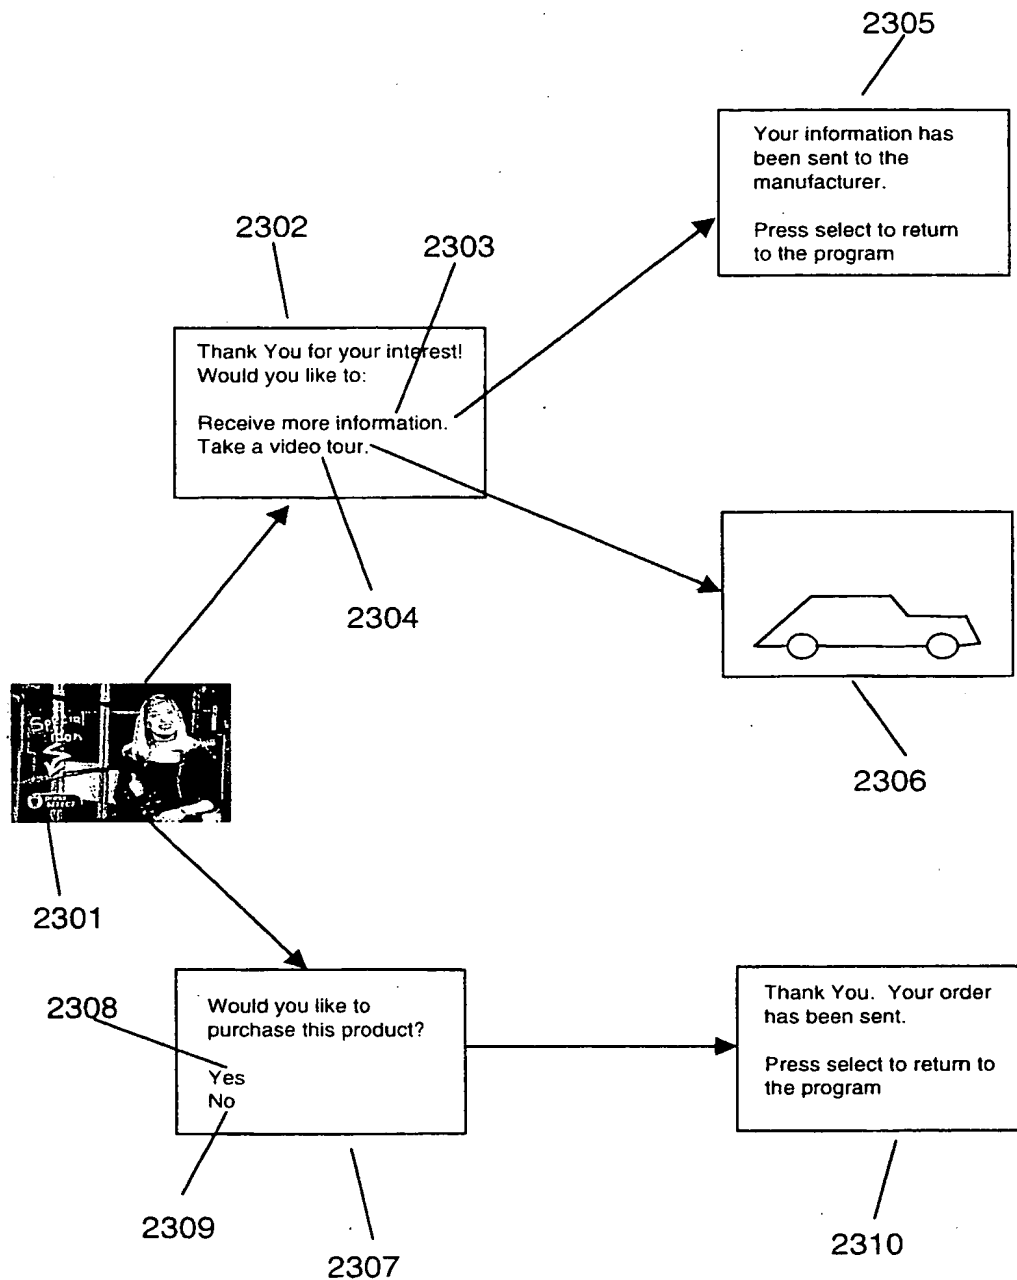 2305
Your information has
been sent to the
manufacturer.
Press select to return
to the program
2302
2303
Thank You for your interest!
Would you like to:
Receive more information.
Take a video tour.
2304
2306
2301
2308
Would you like to
purchase this product?
Yes
No
2309
2307
Thank You. Your order
has been sent.
Press select to return to
the program
2310